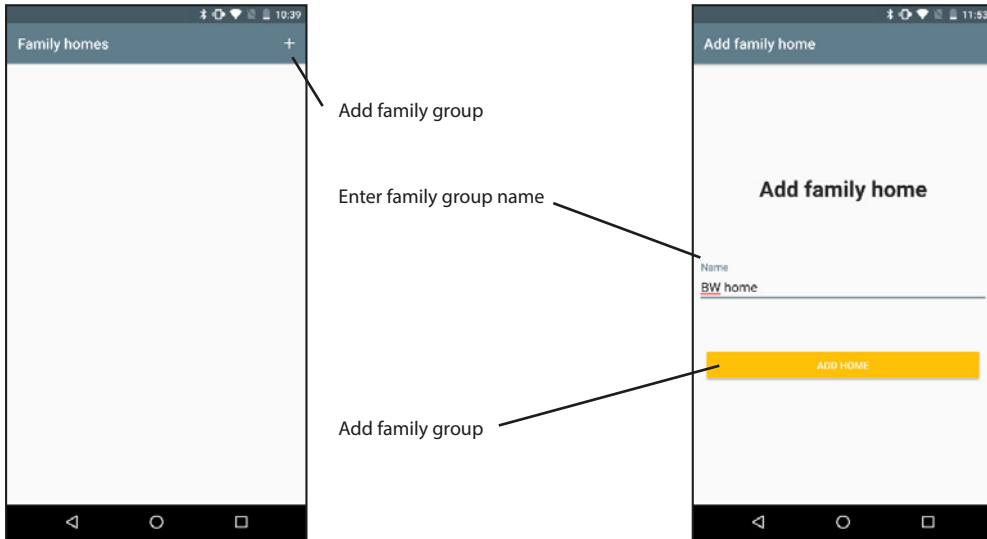 10:39
Family homes +
Add family group
Enter family group name
Add family group
11:53
Add family home
Add family home
Name
BW home
ADD HOME